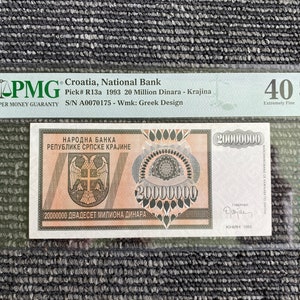 PMG
PAPER MONEY GUARANTY
Croatia, National Bank
Pick# R13a 1993 20 Million Dinara - Krajina
S/N A0070175 - Wmk: Greek Design
40
Extremely Fine
НАРОДНА БАНКА
РЕПУБЛИКЕ СРПСКЕ КРАЈИНЕ
20000000
20000000
20000000 ДВАДЕСЕТ МИЛИОНА ДИНАРА